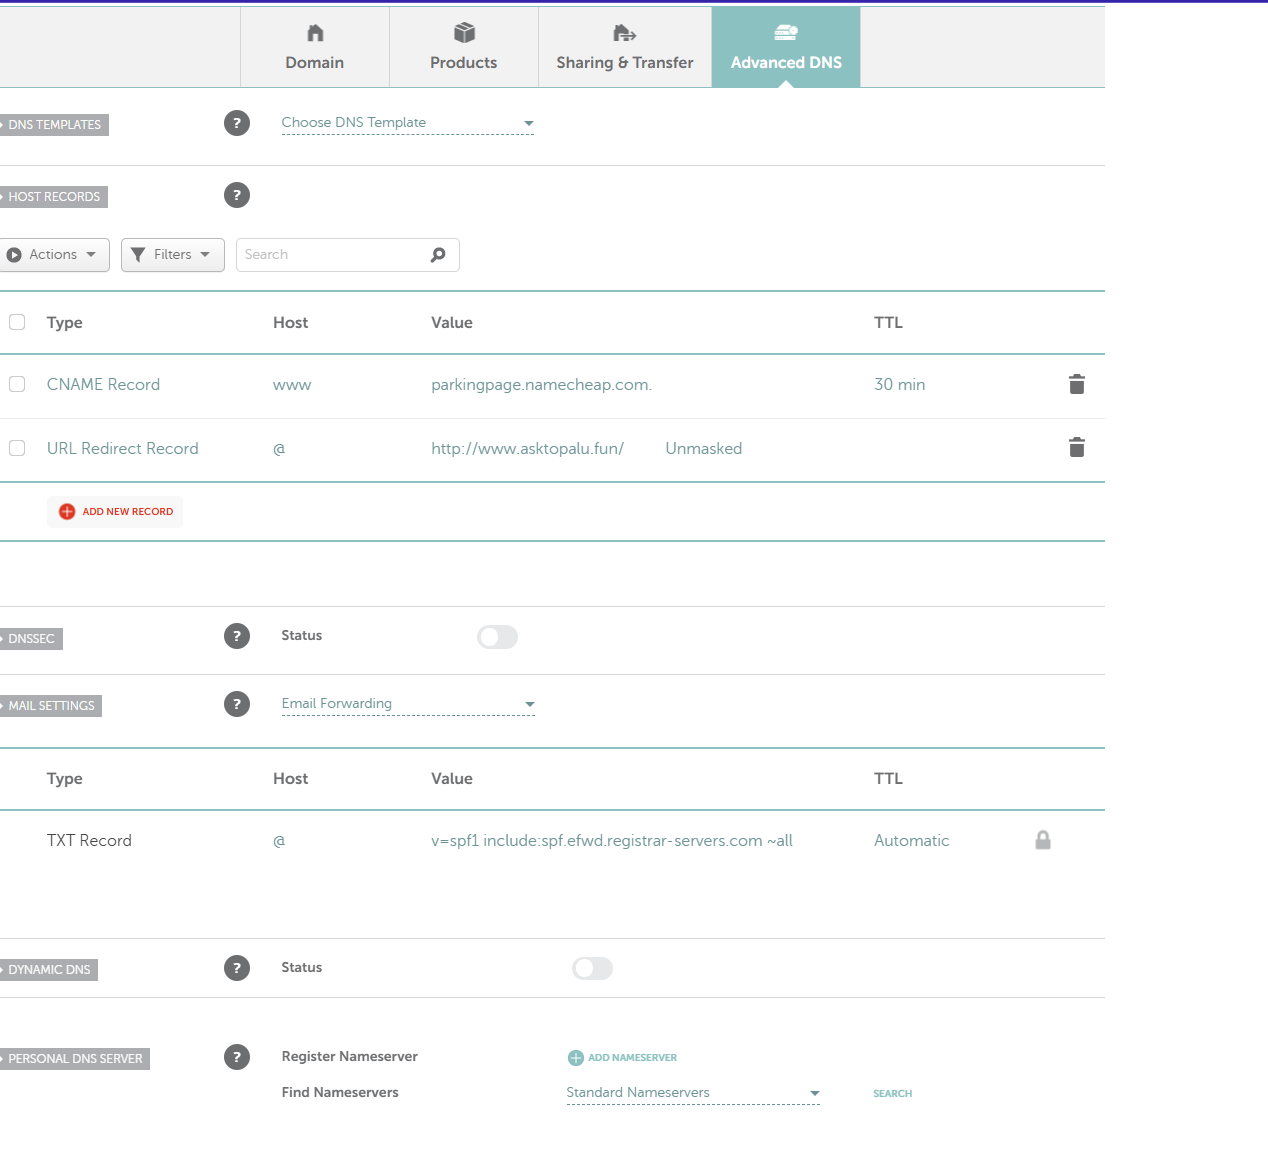 Domain Products Sharing & Transfer Advanced DNS
DNS TEMPLATES ? Choose DNS Template
HOST RECORDS ?
Actions Filters Search
Type Host Value TTL
CNAME Record www parkingpage.namecheap.com. 30 min
URL Redirect Record @ http://www.asktopalu.fun/ Unmasked
ADD NEW RECORD
DNSSEC ? Status
MAIL SETTINGS ? Email Forwarding
Type Host Value TTL
TXT Record @ v=spf1 include:spf.efwd.registrar-servers.com ~all Automatic
DYNAMIC DNS ? Status
PERSONAL DNS SERVER ? Register Nameserver ADD NAMESERVER
Find Nameservers Standard Nameservers SEARCH